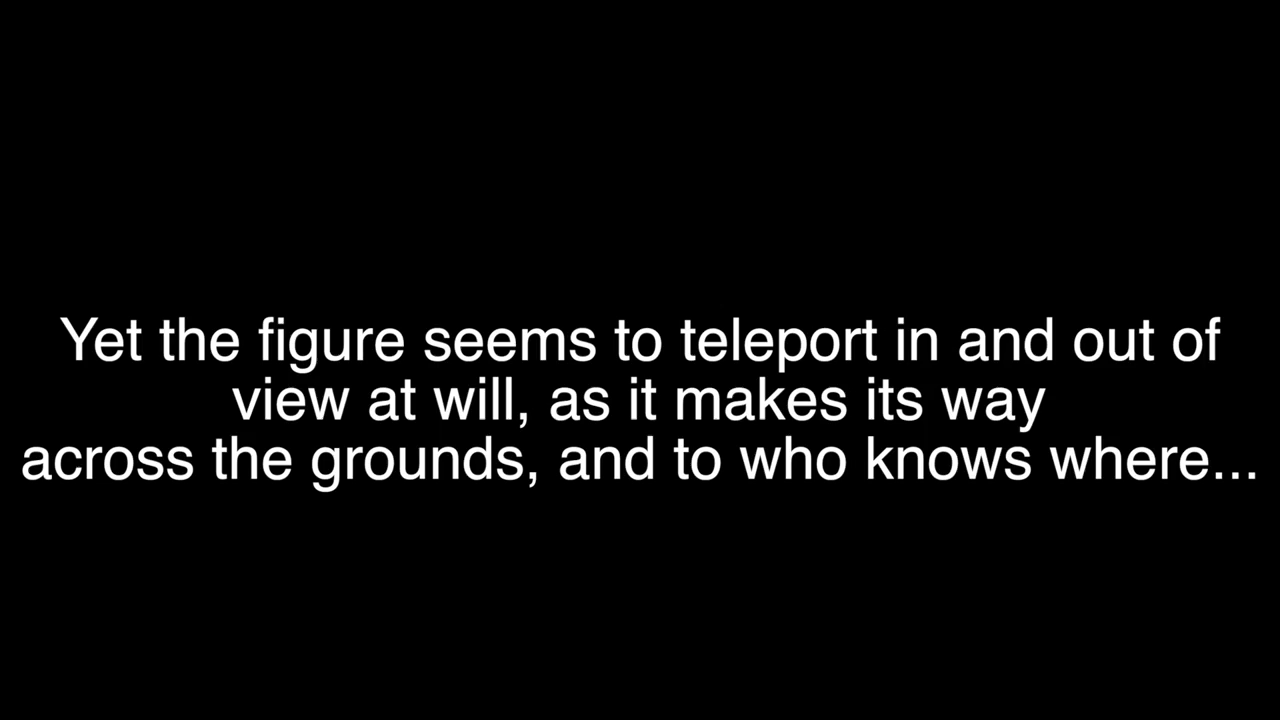 Yet the figure seems to teleport in and out of
view at will, as it makes its way
across the grounds, and to who knows where...